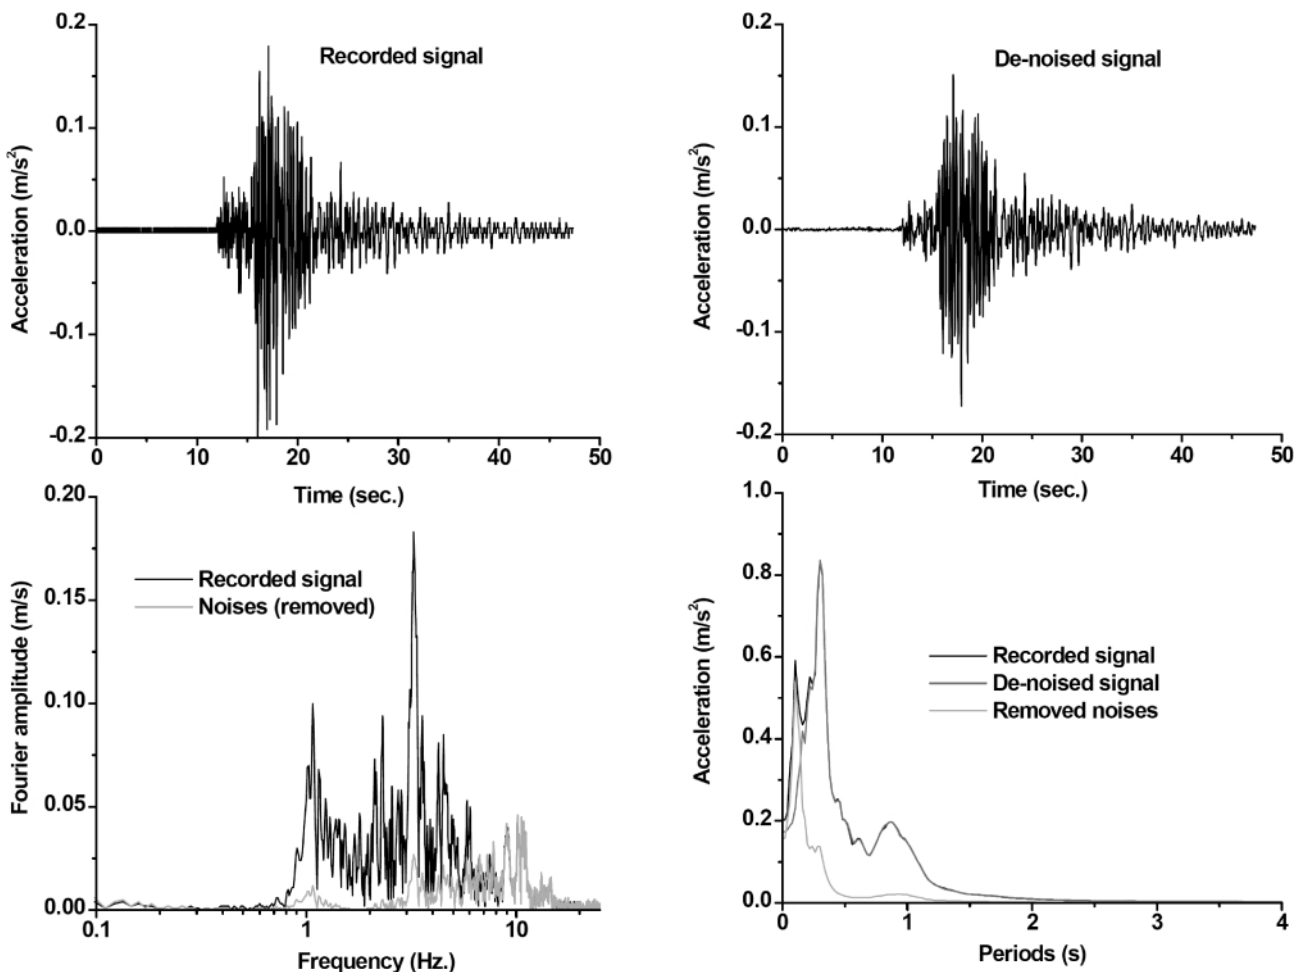 Recorded signal
Acceleration (m/s²)
0.2
0.1
0.0
-0.1
-0.2
0 10 20 30 40 50
Time (sec.)
De-noised signal
Acceleration (m/s²)
0.2
0.1
0.0
-0.1
-0.2
0 10 20 30 40 50
Time (sec.)
Fourier amplitude (m/s)
0.20
0.15
0.10
0.05
0.00
Recorded signal
Noises (removed)
0.1 1 10
Frequency (Hz.)
Acceleration (m/s²)
1.0
0.8
0.6
0.4
0.2
0.0
Recorded signal
De-noised signal
Removed noises
0 1 2 3 4
Periods (s)